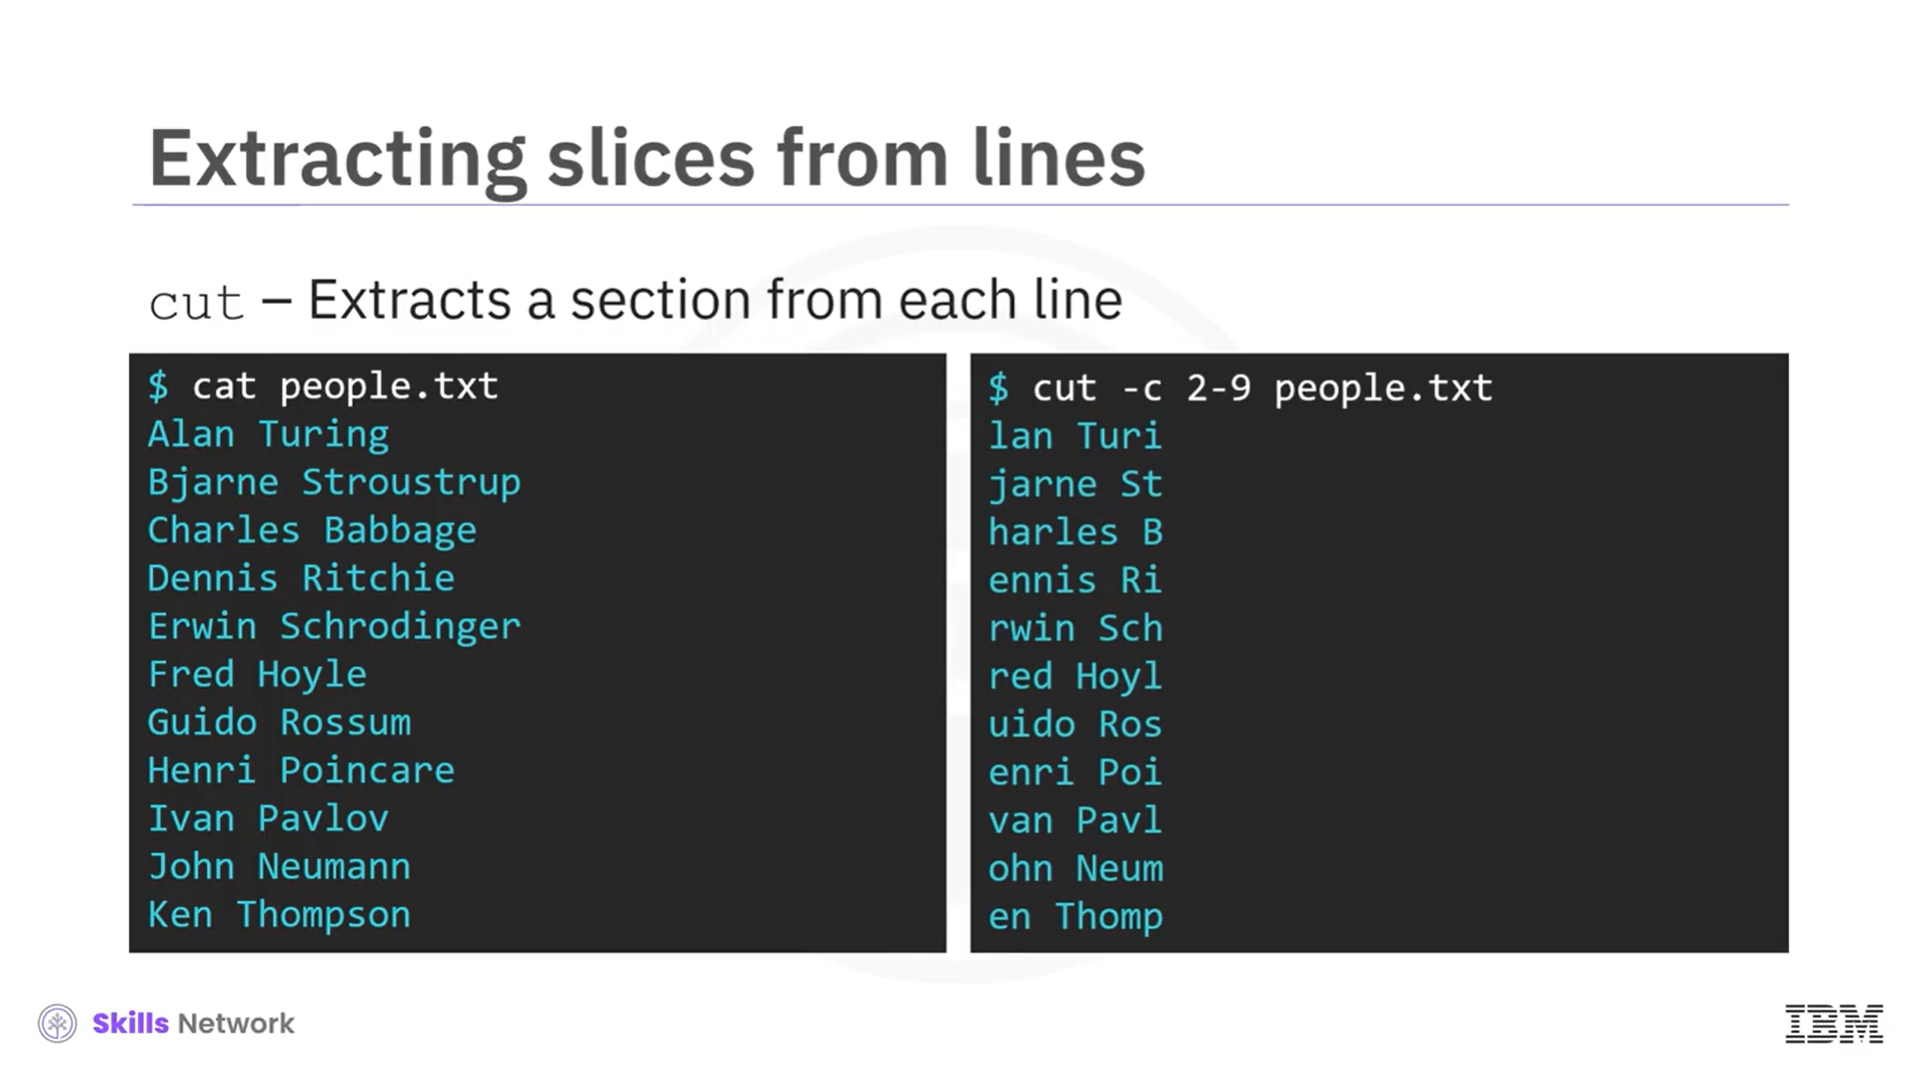 Extracting slices from lines
cut – Extracts a section from each line
$ cat people.txt
Alan Turing
Bjarne Stroustrup
Charles Babbage
Dennis Ritchie
Erwin Schrodinger
Fred Hoyle
Guido Rossum
Henri Poincare
Ivan Pavlov
John Neumann
Ken Thompson
$ cut -c 2-9 people.txt
lan Turi
jarne St
harles B
ennis Ri
rwin Sch
red Hoyl
uido Ros
enri Poi
van Pavl
ohn Neum
en Thomp
Skills Network
IBM